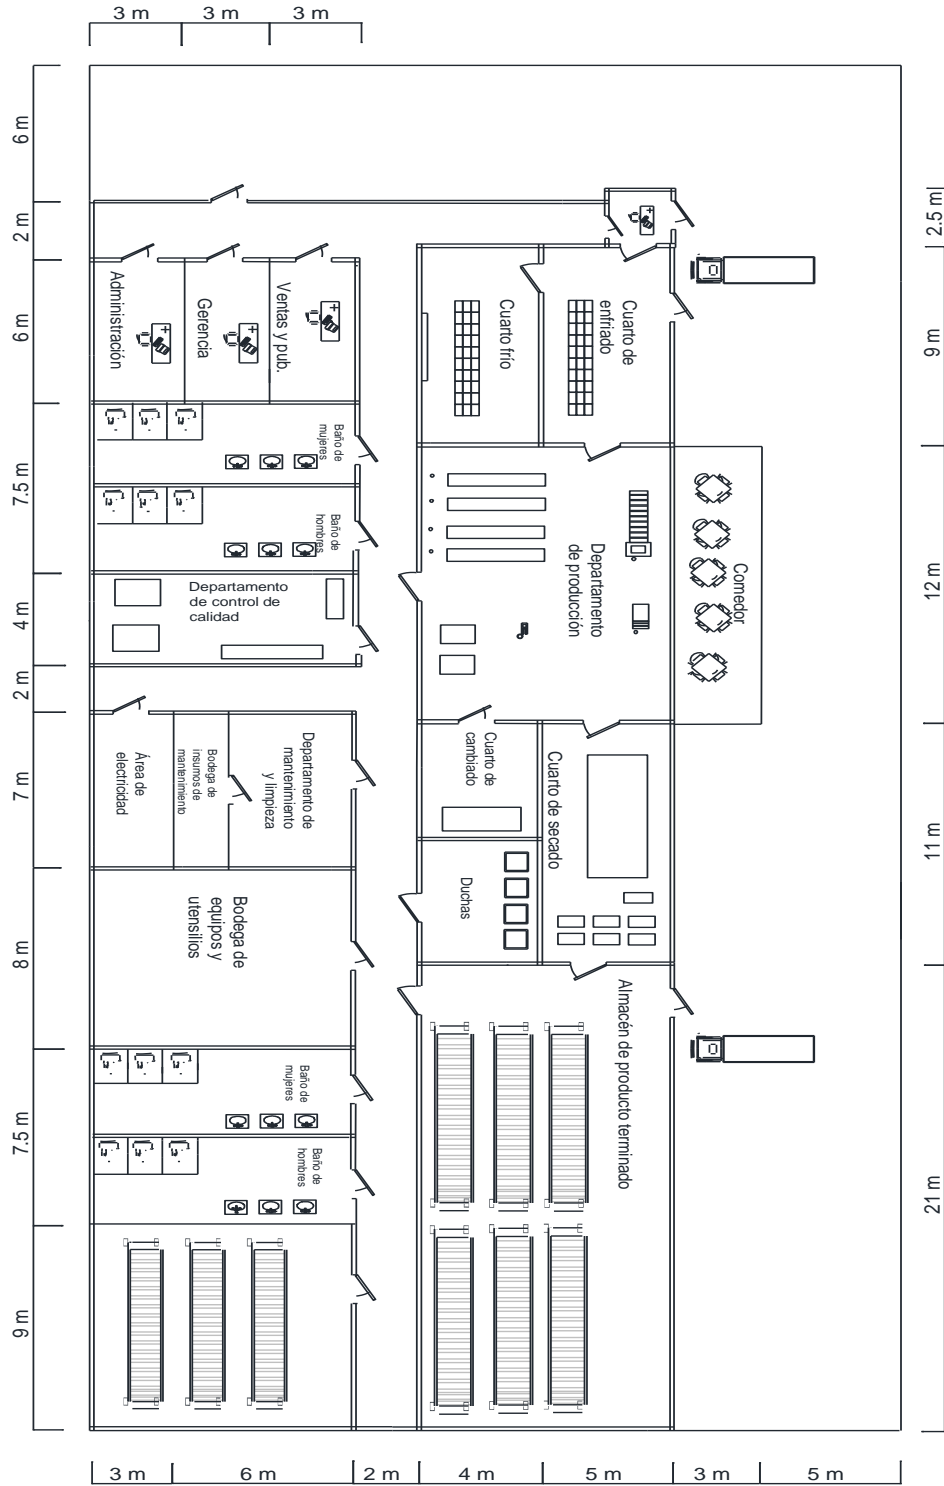 3 m
3 m
3 m
6 m
2 m
6 m
7.5 m
4 m
2 m
7 m
8 m
7.5 m
9 m
2.5 m
9 m
12 m
11 m
21 m
Administración
Gerencia
Ventas y pub.
Cuarto frío
Cuarto de
enfriado
Baño de
mujeres
Baño de
hombres
Departamento
de control de
calidad
Departamento
de producción
Comedor
Área de
electricidad
Bodega de
insumos de
mantenimiento
Departamento de
mantenimiento
y limpieza
Cuarto de
cambiado
Cuarto de secado
Duchas
Bodega de
equipos y
utensilios
Almacén de producto terminado
Baño de
mujeres
Baño de
hombres
3 m
6 m
2 m
4 m
5 m
3 m
5 m